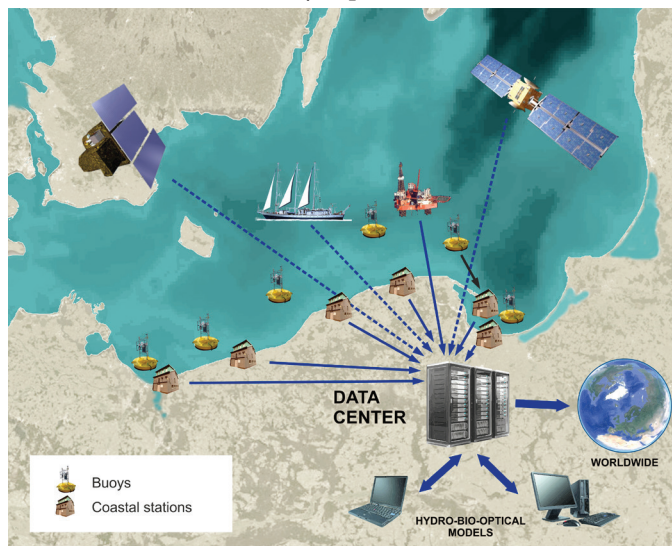 DATA
CENTER
WORLDWIDE
Buoys
Coastal stations
HYDRO-BIO-OPTICAL
MODELS